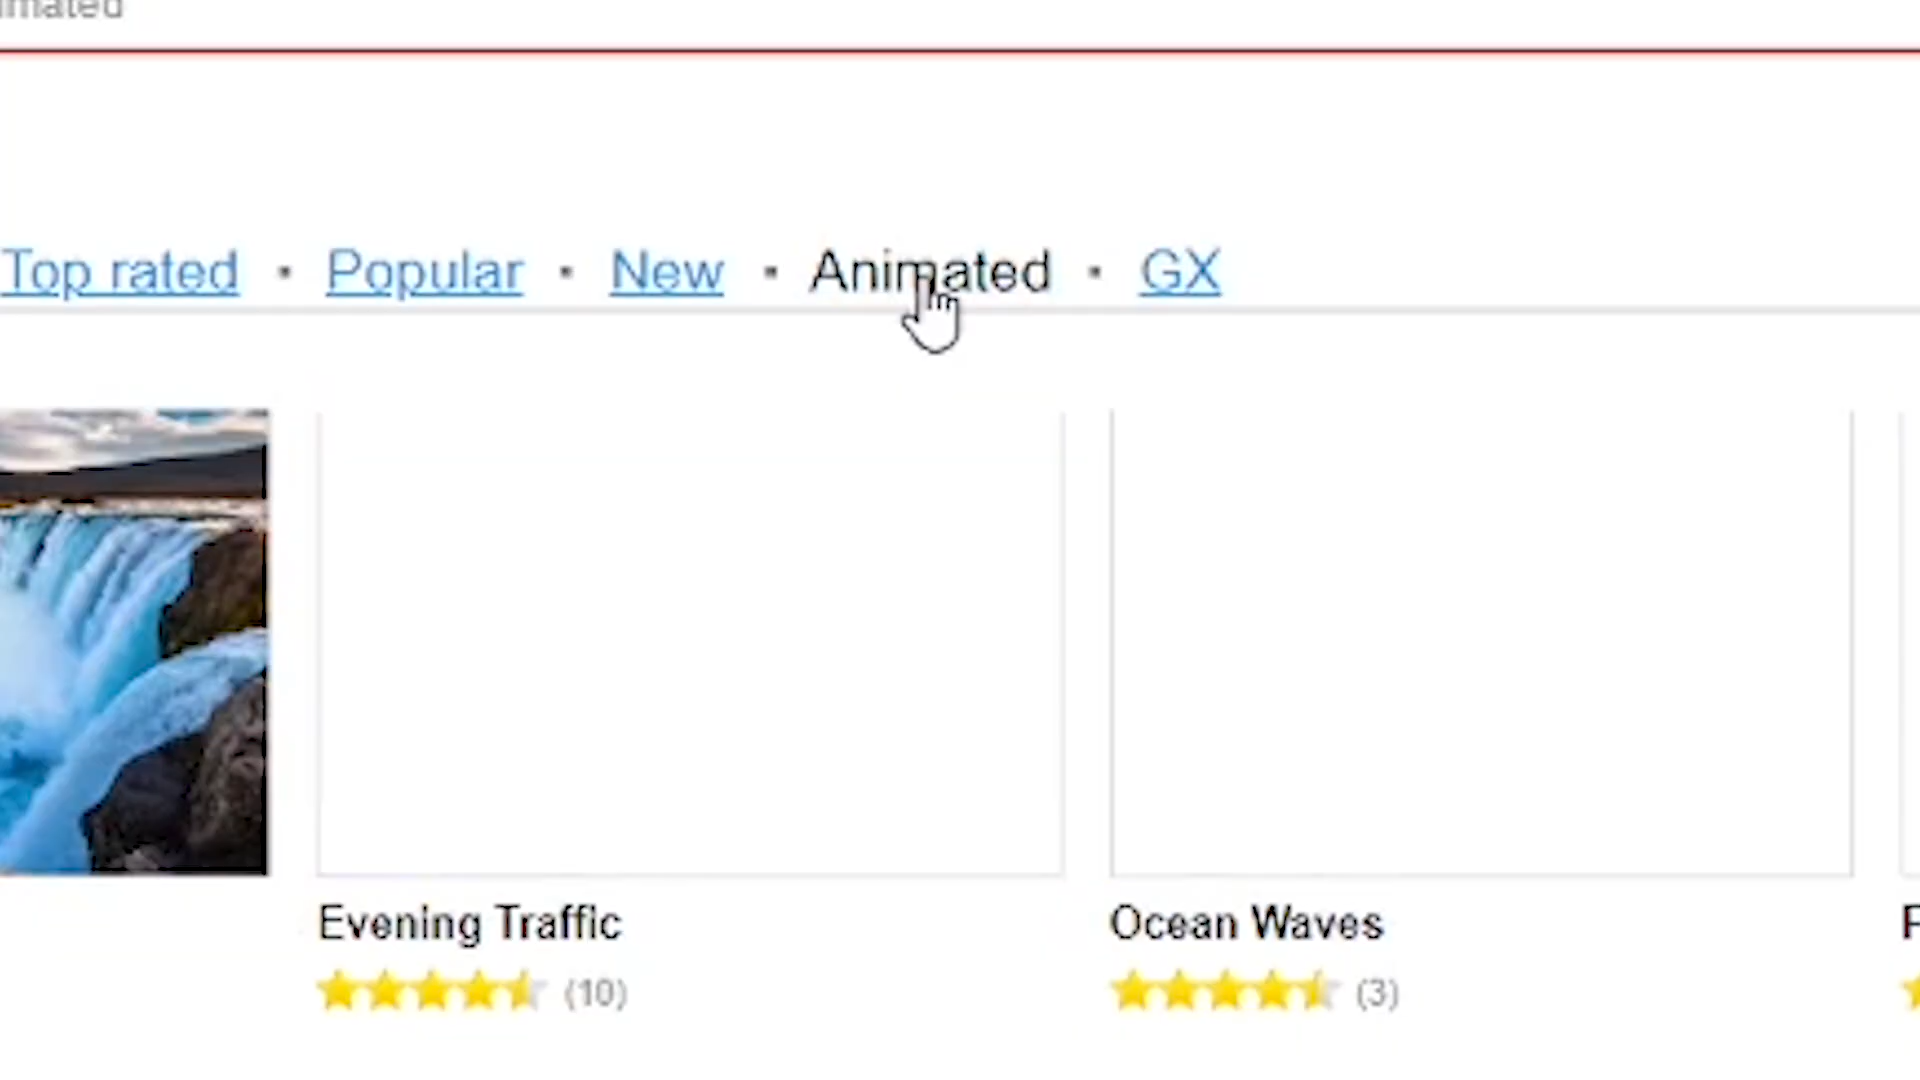 Top rated · Popular · New · Animated · GX
Evening Traffic
Ocean Waves
(10)
(3)